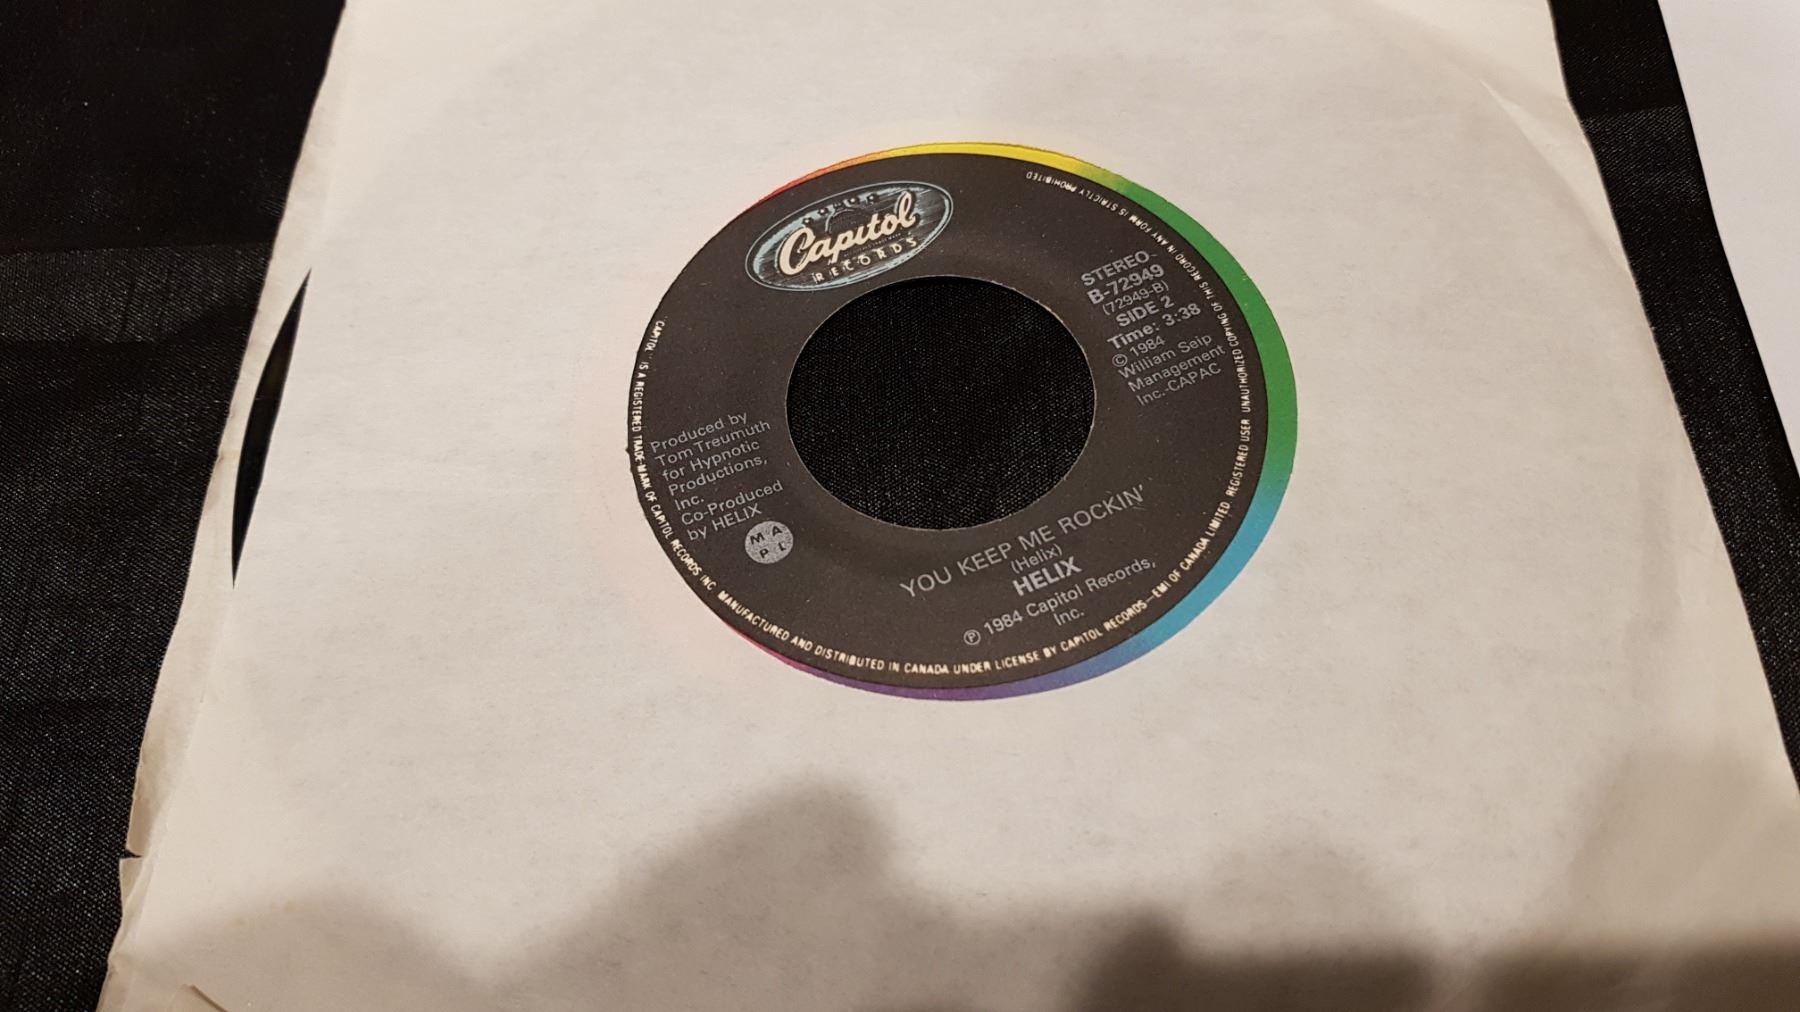 Capitol
RECORDS
STEREO
B-72949
(72949-B)
SIDE 2
Time: 3:38
© 1984
William Seip
Management
Inc.-CAPAC
Produced by
Tom Treumuth
for Hypnotic
Productions,
Inc.
Co-Produced
by HELIX
M A
P L
YOU KEEP ME ROCKIN'
(Helix)
HELIX
℗ 1984 Capitol Records,
Inc.
"CAPITOL" IS A REGISTERED TRADE-MARK OF CAPITOL RECORDS INC. MANUFACTURED AND DISTRIBUTED IN CANADA UNDER LICENSE BY CAPITOL RECORDS—EMI OF CANADA LIMITED. REGISTERED USER. UNAUTHORIZED COPYING OF THIS RECORD IN ANY FORM IS STRICTLY PROHIBITED